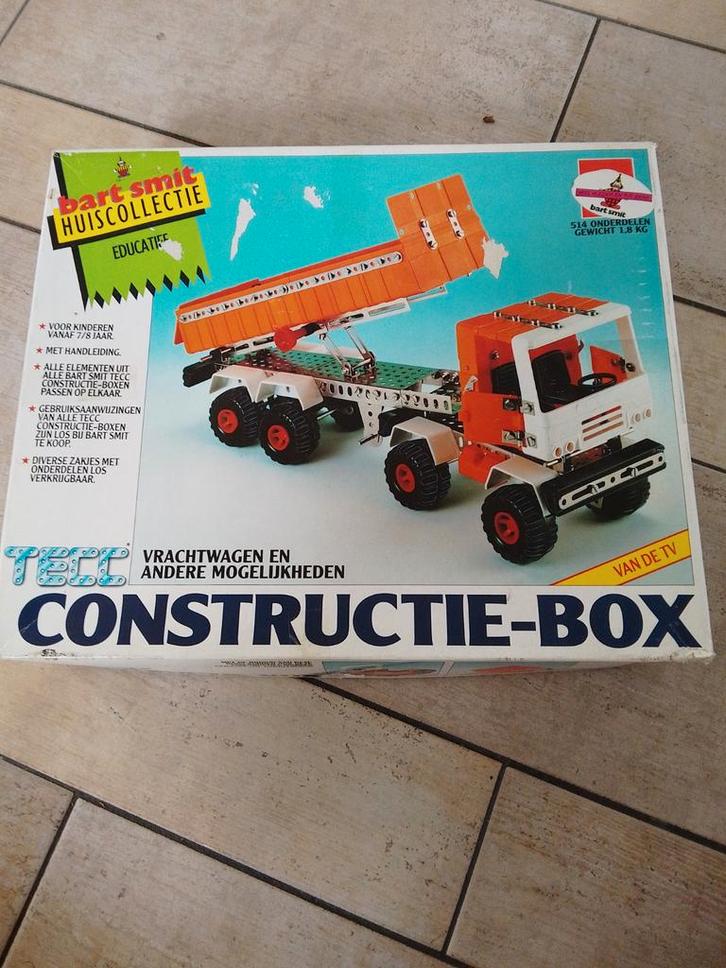 bart smit
HUISCOLLECTIE
EDUCATIEF
bart smit
514 ONDERDELEN
GEWICHT 1,8 KG
★ VOOR KINDEREN
VANAF 7/8 JAAR.
★ MET HANDLEIDING.
★ ALLE ELEMENTEN UIT
ALLE BART SMIT TECC
CONSTRUCTIE-BOXEN
PASSEN OP ELKAAR.
★ GEBRUIKSAANWIJZINGEN
VAN ALLE TECC
CONSTRUCTIE-BOXEN
ZIJN LOS BIJ BART SMIT
TE KOOP.
★ DIVERSE ZAKJES MET
ONDERDELEN LOS
VERKRIJGBAAR.
TECC
VRACHTWAGEN EN
ANDERE MOGELIJKHEDEN
VAN DE TV
CONSTRUCTIE-BOX